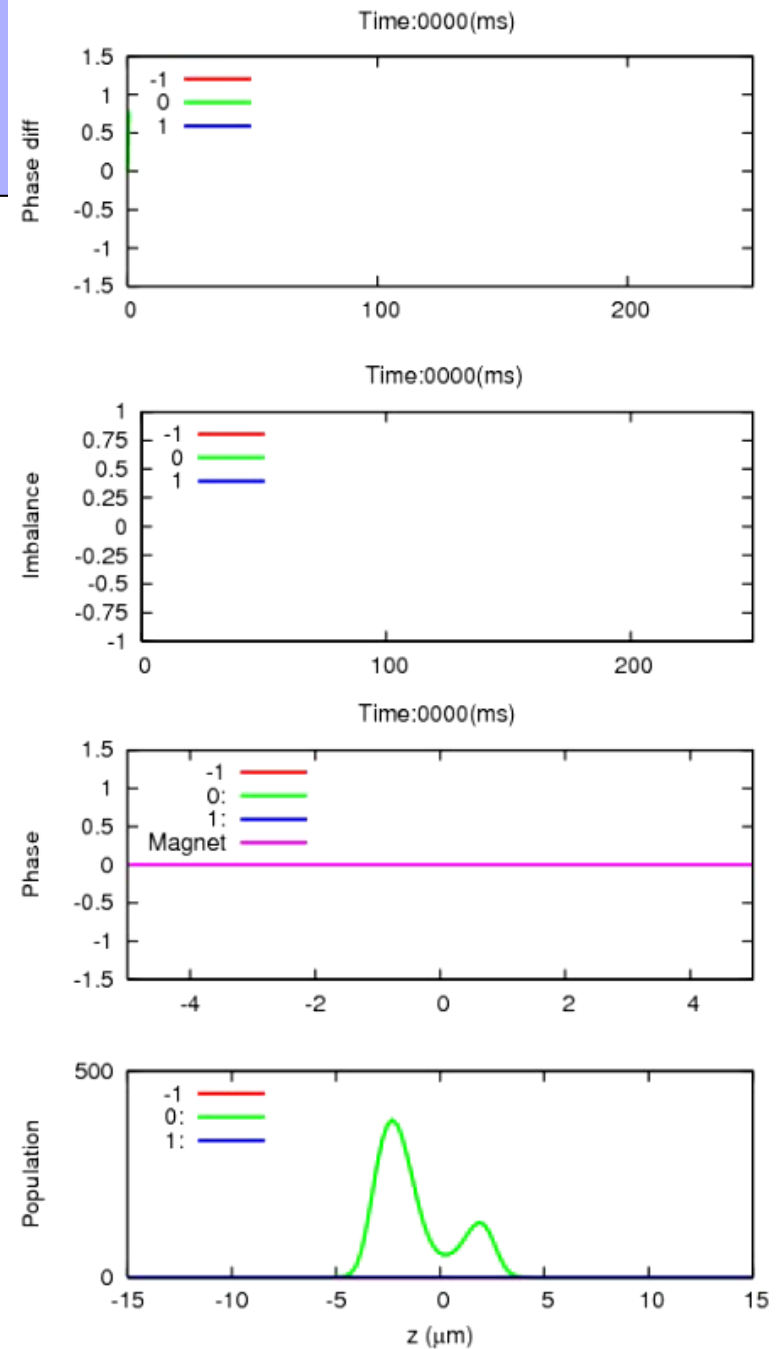 Time:0000(ms)
1.5
1
0.5
0
-0.5
-1
-1.5
Phase diff
-1
0
1
0 100 200
Time:0000(ms)
1
0.75
0.5
0.25
0
-0.25
-0.5
-0.75
-1
Imbalance
-1
0
1
0 100 200
Time:0000(ms)
1.5
1
0.5
0
-0.5
-1
-1.5
Phase
-1
0:
1:
Magnet
-4 -2 0 2 4
500
0
Population
-1
0:
1:
-15 -10 -5 0 5 10 15
z (μm)